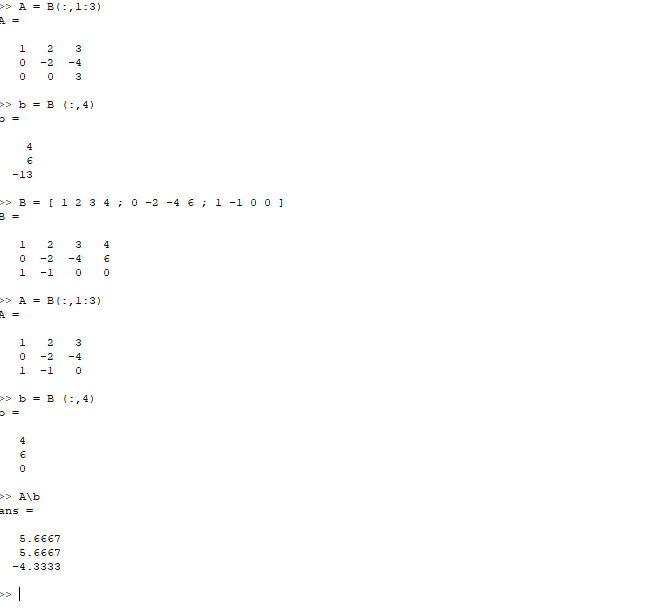 >> A = B(:,1:3)
A =
1 2 3
0 -2 -4
0 0 3
>> b = B (:,4)
b =
4
6
-13
>> B = [ 1 2 3 4 ; 0 -2 -4 6 ; 1 -1 0 0 ]
B =
1 2 3 4
0 -2 -4 6
1 -1 0 0
>> A = B(:,1:3)
A =
1 2 3
0 -2 -4
1 -1 0
>> b = B (:,4)
b =
4
6
0
>> A\b
ans =
5.6667
5.6667
-4.3333
>>